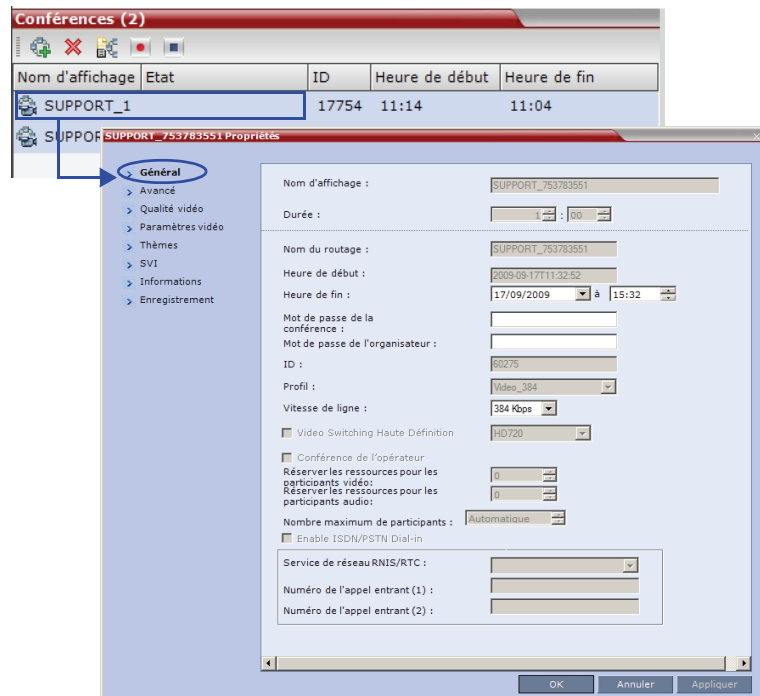 Conférences (2)
Nom d'affichage Etat ID Heure de début Heure de fin
SUPPORT_1 17754 11:14 11:04
SUPPORT_753783551 Propriétés
Général
Avancé
Qualité vidéo
Paramètres vidéo
Thèmes
SVI
Informations
Enregistrement
Nom d'affichage : SUPPORT_753783551
Durée : 1 : 00
Nom du routage : SUPPORT_753783551
Heure de début : 2009-09-17T11:32:52
Heure de fin : 17/09/2009 à 15:32
Mot de passe de la
conférence :
Mot de passe de l'organisateur :
ID : 60275
Profil : Video_384
Vitesse de ligne : 384 Kbps
Video Switching Haute Définition HD720
Conférence de l'opérateur
Réserver les ressources pour les
participants vidéo: 0
Réserver les ressources pour les
participants audio: 0
Nombre maximum de participants : Automatique
Enable ISDN/PSTN Dial-in
Service de réseau RNIS/RTC :
Numéro de l'appel entrant (1) :
Numéro de l'appel entrant (2) :
OK Annuler Appliquer